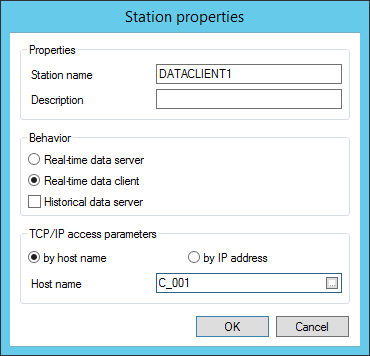 Station properties
Properties
Station name DATACLIENT1
Description
Behavior
Real-time data server
Real-time data client
Historical data server
TCP/IP access parameters
by host name by IP address
Host name C_001 ...
OK Cancel